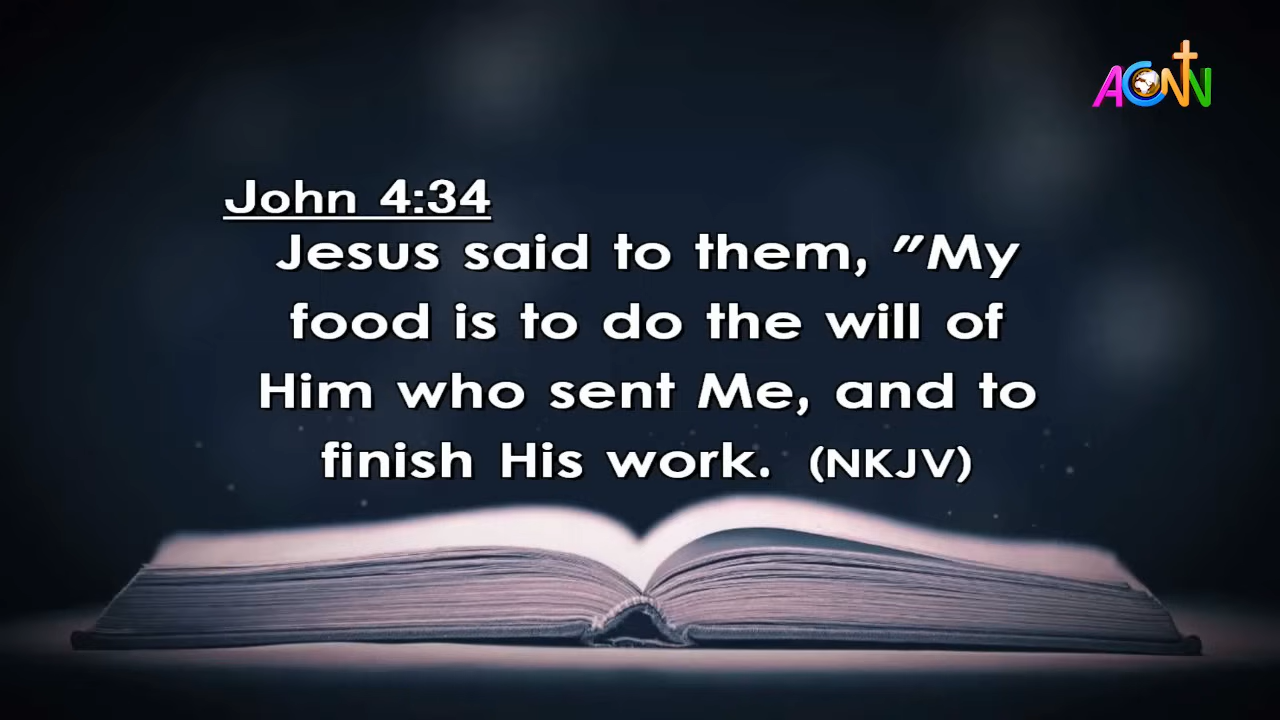 ACNN
John 4:34
Jesus said to them, "My
food is to do the will of
Him who sent Me, and to
finish His work. (NKJV)